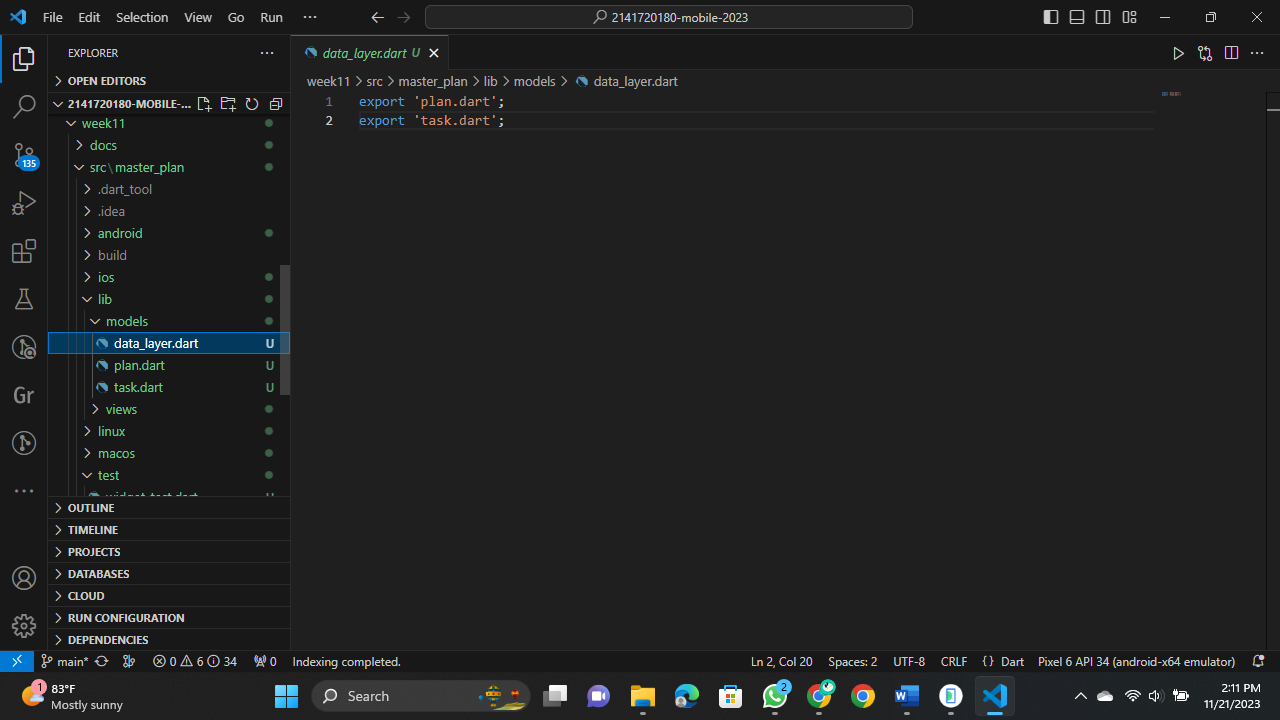 File Edit Selection View Go Run ···
2141720180-mobile-2023
EXPLORER
OPEN EDITORS
2141720180-MOBILE-...
week11
docs
src\master_plan
.dart_tool
.idea
android
build
ios
lib
models
data_layer.dart U
plan.dart U
task.dart U
views
linux
macos
test
widget_test.dart U
OUTLINE
TIMELINE
PROJECTS
DATABASES
CLOUD
RUN CONFIGURATION
DEPENDENCIES
135
Gr
data_layer.dart U
week11 > src > master_plan > lib > models > data_layer.dart
1 export 'plan.dart';
2 export 'task.dart';
main* 0 6 34 0 Indexing completed.
Ln 2, Col 20 Spaces: 2 UTF-8 CRLF {} Dart Pixel 6 API 34 (android-x64 emulator)
1
83°F
Mostly sunny
Search
2
2:11 PM
11/21/2023